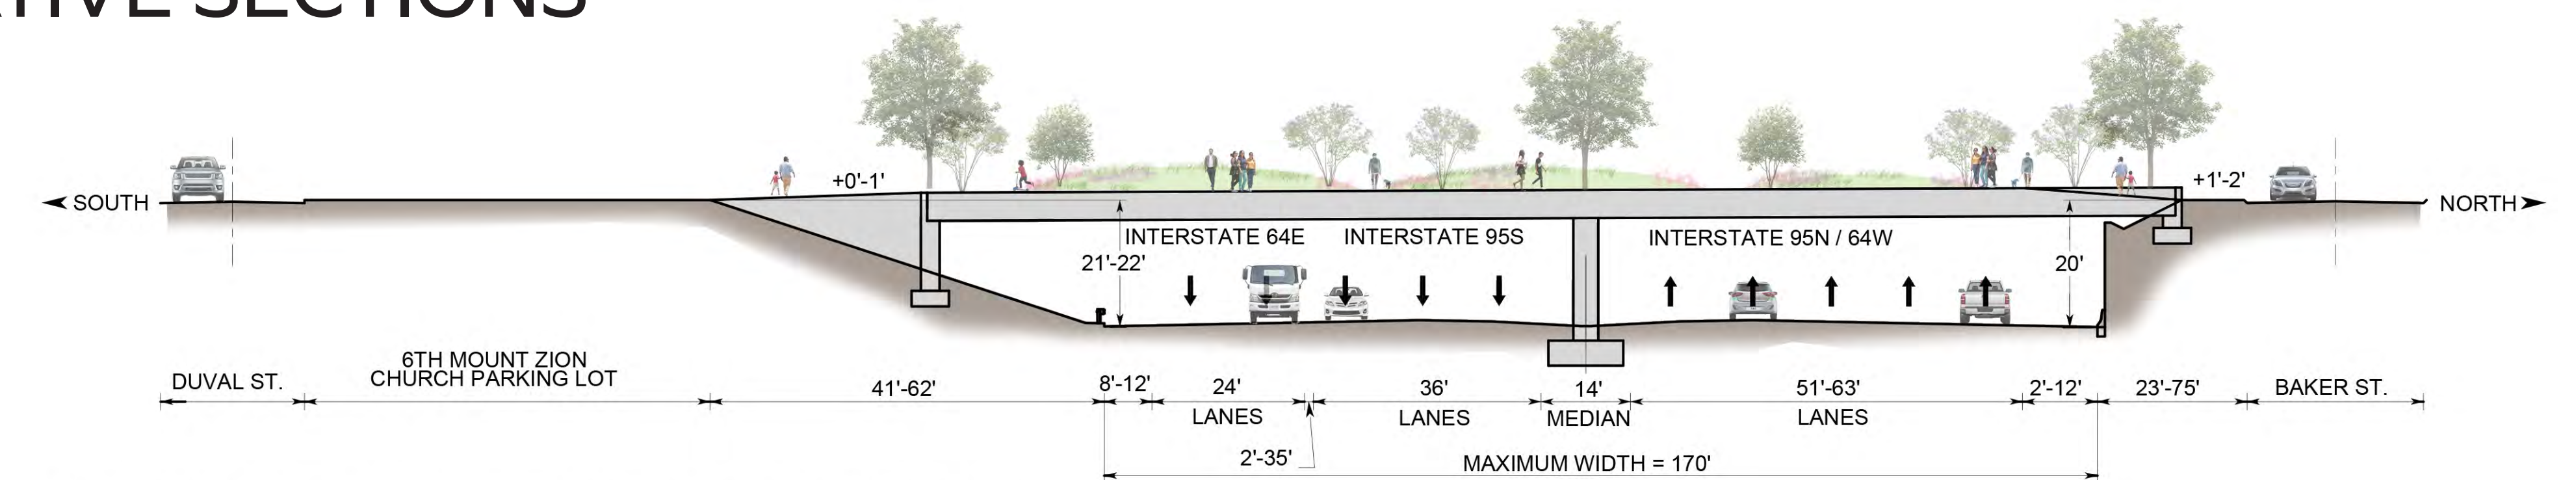 TIVE SECTIONS
+0'-1'
+1'-2'
SOUTH
NORTH
INTERSTATE 64E
INTERSTATE 95S
INTERSTATE 95N / 64W
21'-22'
20'
DUVAL ST.
6TH MOUNT ZION
CHURCH PARKING LOT
41'-62'
8'-12'
24'
LANES
36'
LANES
14'
MEDIAN
51'-63'
LANES
2'-12'
23'-75'
BAKER ST.
2'-35'
MAXIMUM WIDTH = 170'